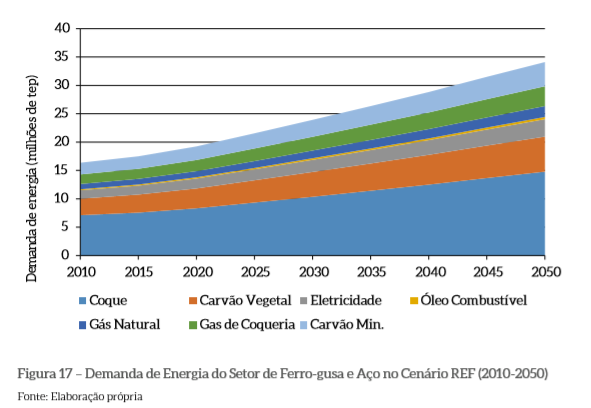 Demanda de energia (milhões de tep)
40
35
30
25
20
15
10
5
0
2010 2015 2020 2025 2030 2035 2040 2045 2050
Coque Carvão Vegetal Eletricidade Óleo Combustível
Gás Natural Gas de Coqueria Carvão Min.
Figura 17 – Demanda de Energia do Setor de Ferro-gusa e Aço no Cenário REF (2010-2050)
Fonte: Elaboração própria